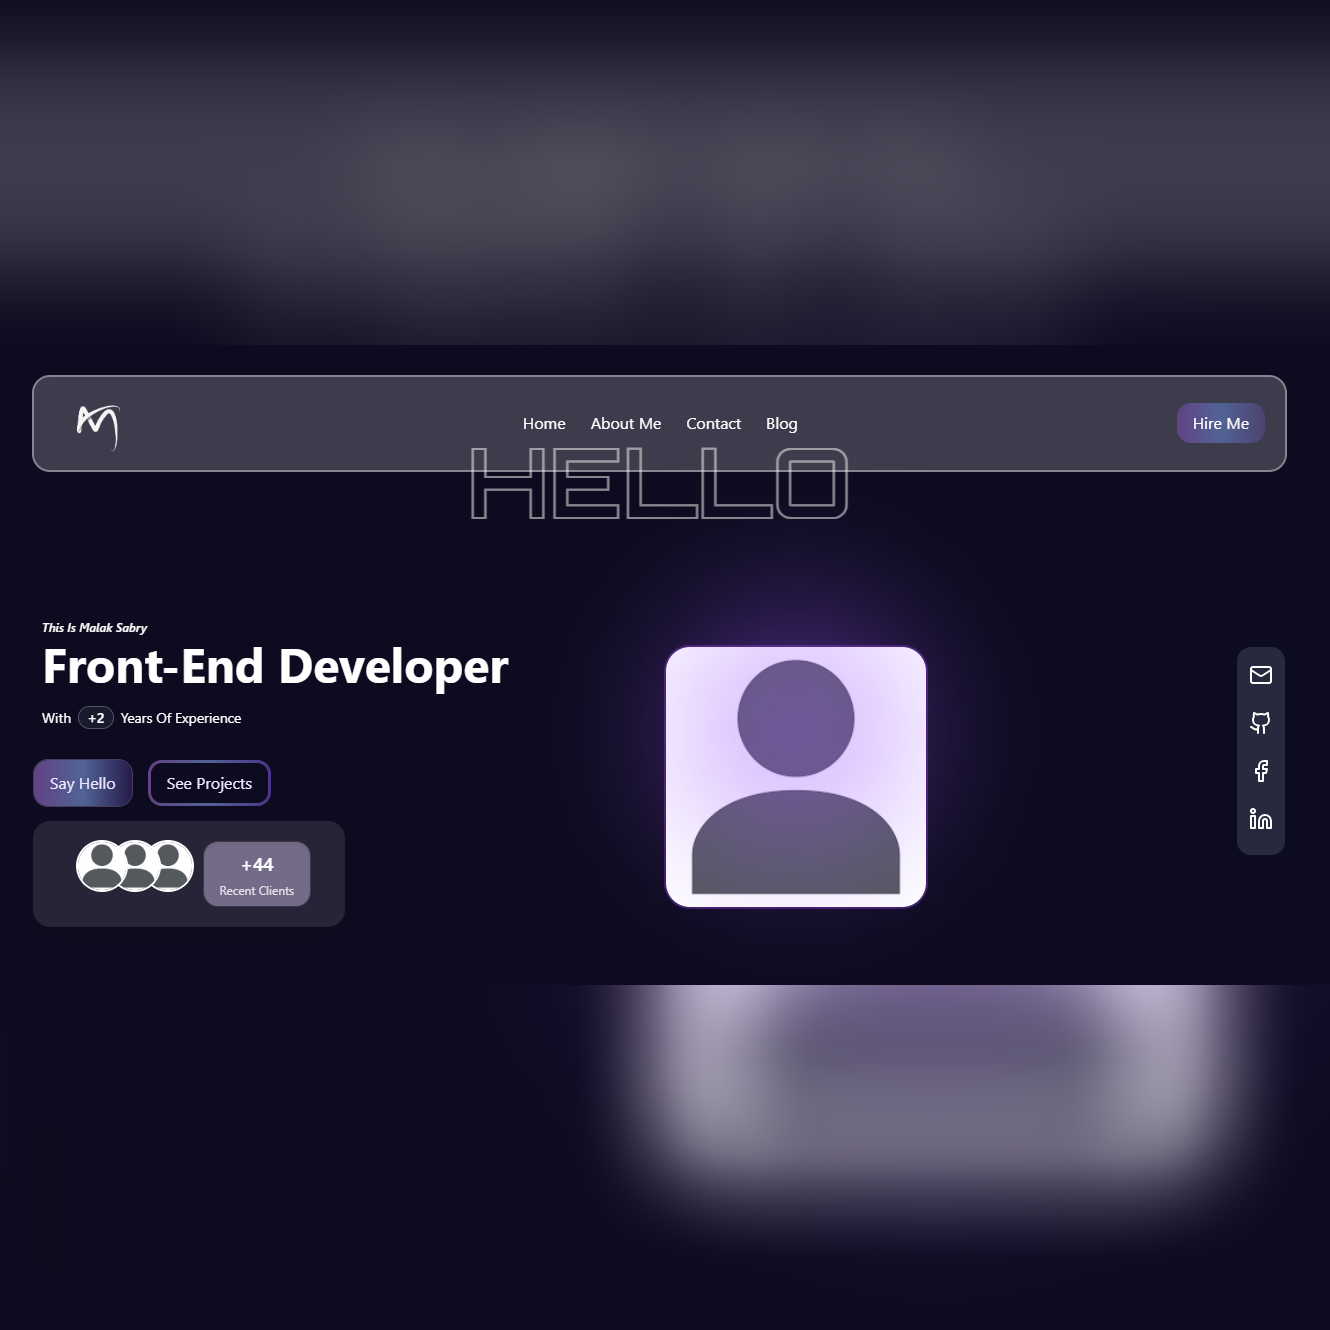 Home About Me Contact Blog Hire Me
HELLO
This Is Malak Sabry
Front-End Developer
With +2 Years Of Experience
Say Hello See Projects
+44
Recent Clients